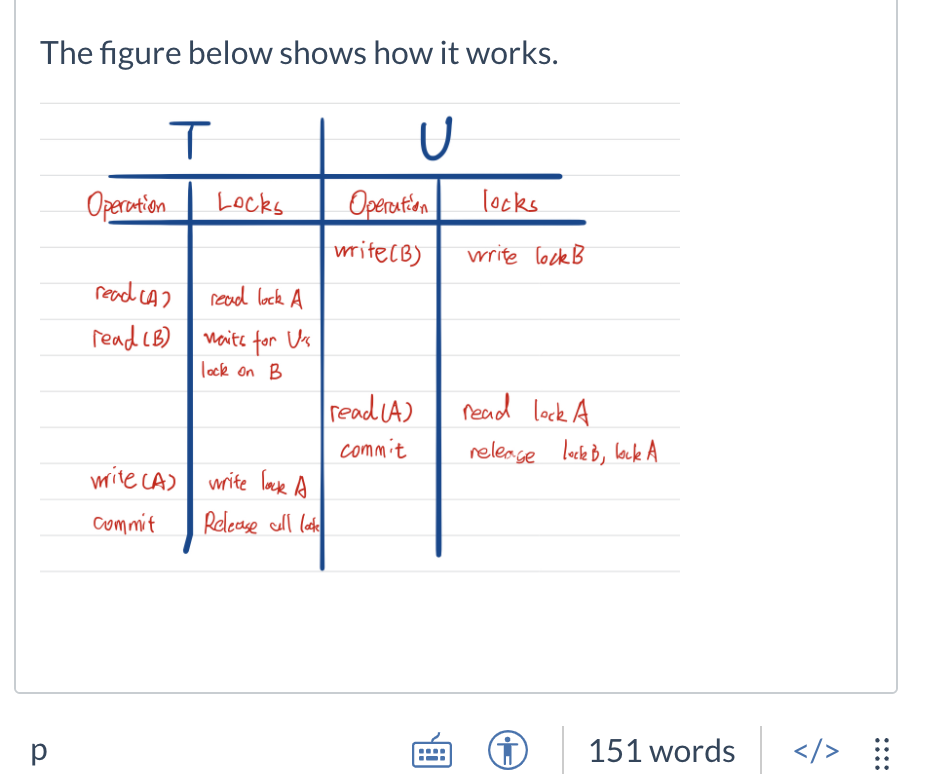 The figure below shows how it works.
T U
Operation Locks Operation locks
write(B) write lock B
read(A) read lock A
read(B) waits for U's
lock on B
read(A) read lock A
commit release lock B, lock A
write(A) write lock A
commit Release all lock
p 151 words </>